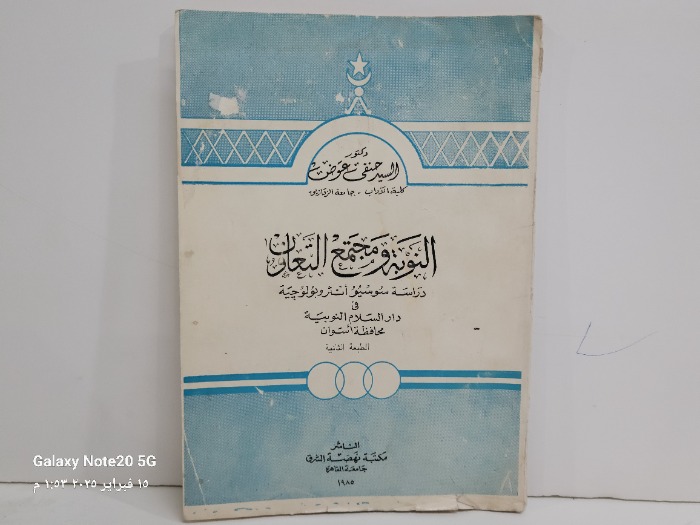 دكتور
السيد حنفي عوض
كلية الآداب - جامعة الزقازيق
النوبة ومجتمع التعاون
دراسة سوسيو أنثروبولوجية
في
دار السلام النوبية
محافظة أسوان
الطبعة الثانية
الناشر
مكتبة نهضة الشرق
جامعة القاهرة
١٩٨٥
Galaxy Note20 5G
١٥ فبراير ٢٠٢٥ ١:٥٣ م